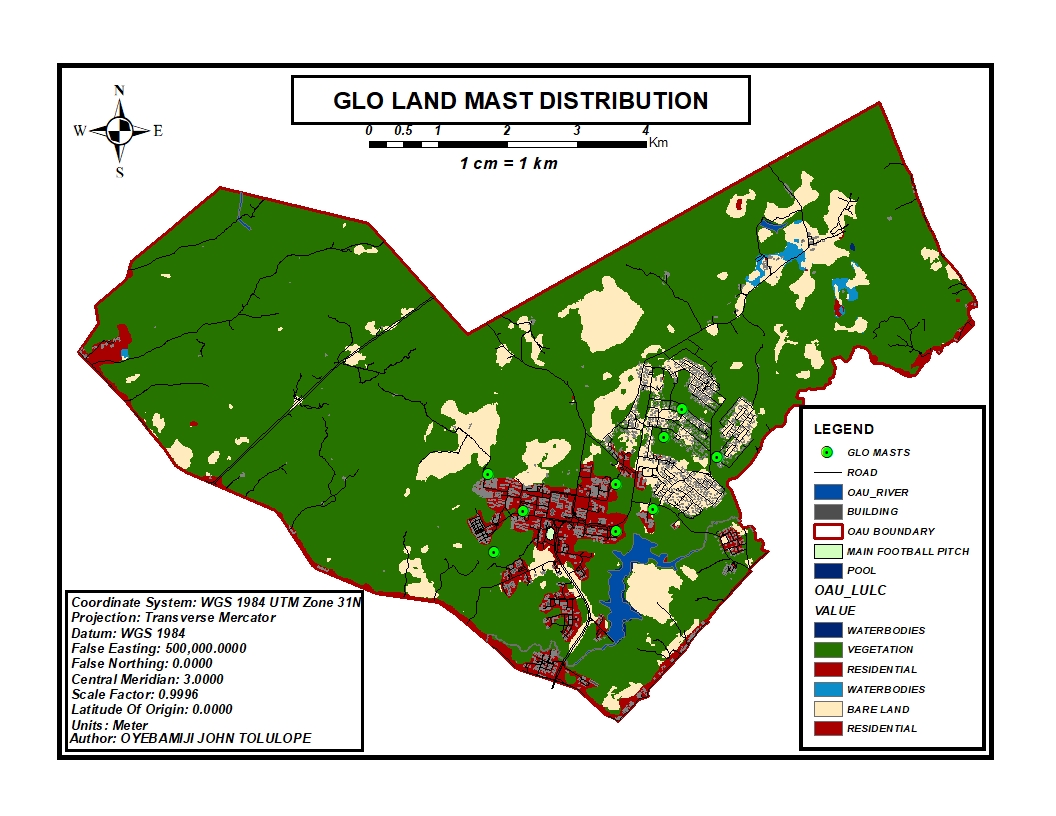 GLO LAND MAST DISTRIBUTION
N
W E
S
0 0.5 1 2 3 4
Km
1 cm = 1 km
LEGEND
GLO MASTS
ROAD
OAU_RIVER
BUILDING
OAU BOUNDARY
MAIN FOOTBALL PITCH
POOL
OAU_LULC
VALUE
WATERBODIES
VEGETATION
RESIDENTIAL
WATERBODIES
BARE LAND
RESIDENTIAL
Coordinate System: WGS 1984 UTM Zone 31N
Projection: Transverse Mercator
Datum: WGS 1984
False Easting: 500,000.0000
False Northing: 0.0000
Central Meridian: 3.0000
Scale Factor: 0.9996
Latitude Of Origin: 0.0000
Units: Meter
Author: OYEBAMIJI JOHN TOLULOPE